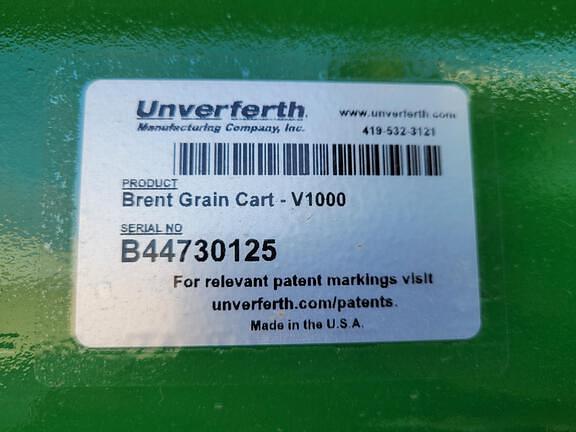 Unverferth
Manufacturing Company, Inc.
www.unverferth.com
419-532-3121
PRODUCT
Brent Grain Cart - V1000
SERIAL NO
B44730125
For relevant patent markings visit
unverferth.com/patents.
Made in the U.S.A.